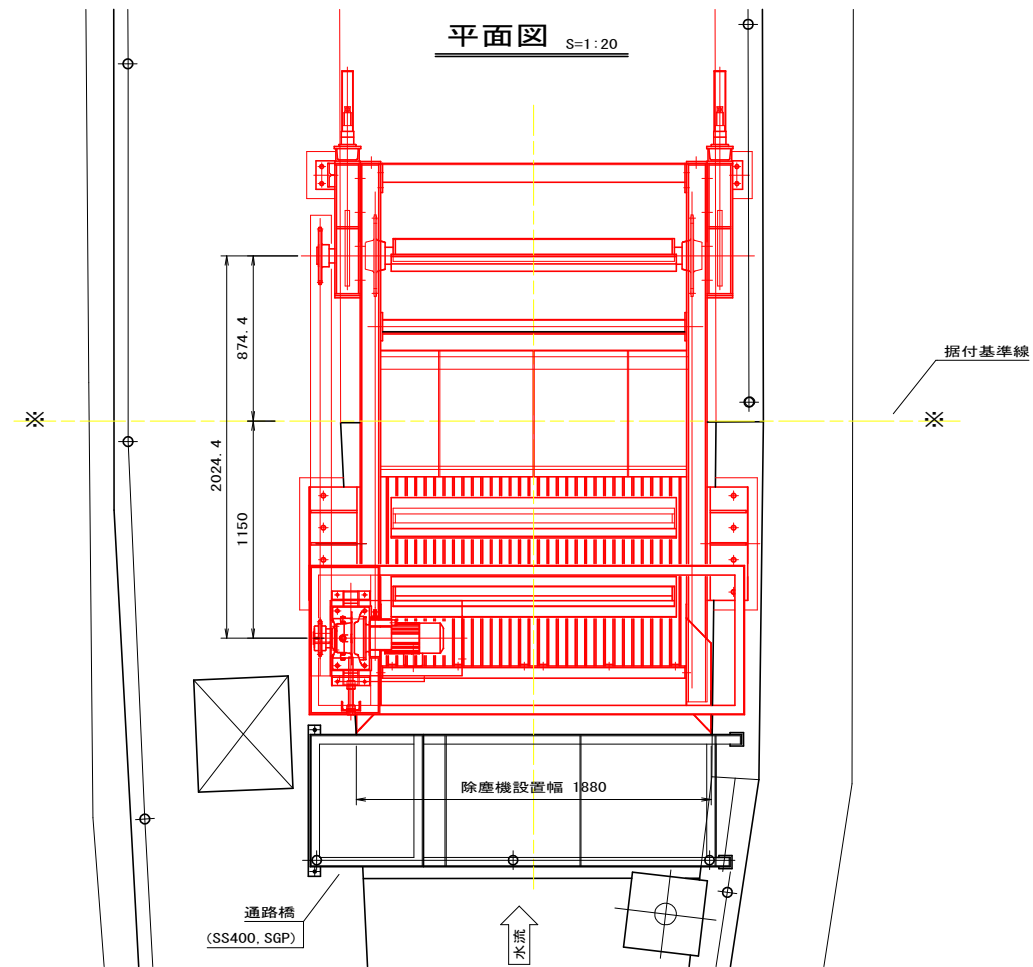 平面図 S=1:20
据付基準線
※ ※
874.4
2024.4
1150
除塵機設置幅 1880
通路橋
(SS400, SGP)
水流